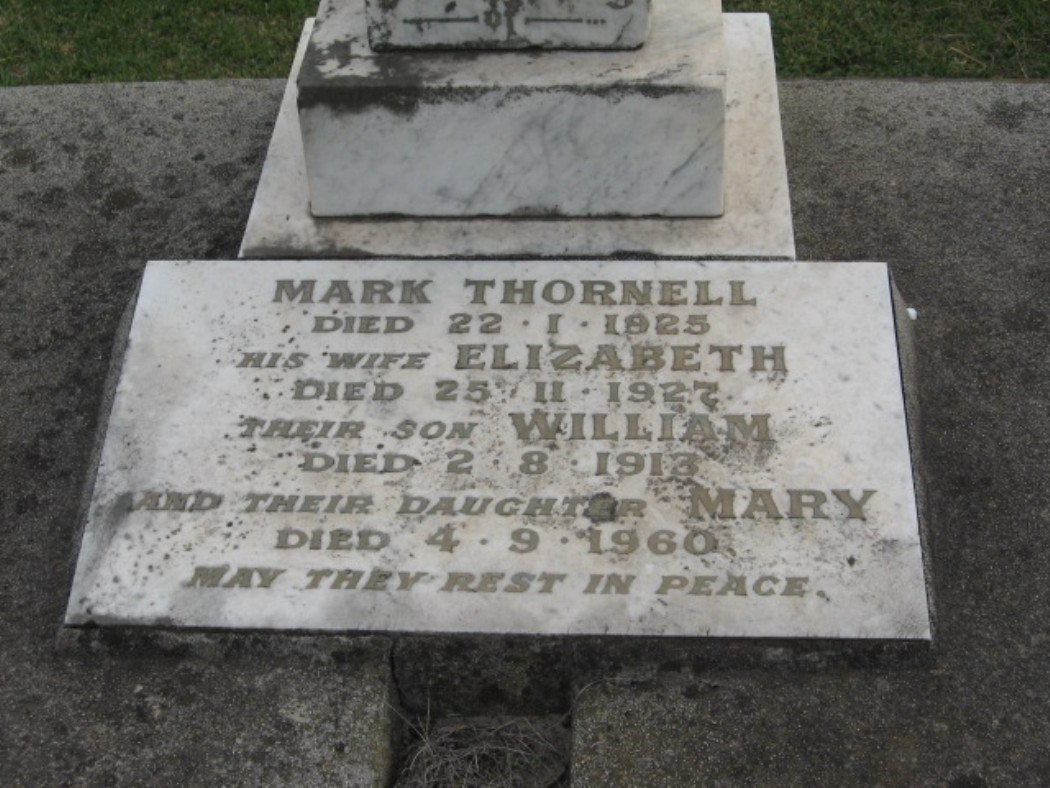 MARK THORNELL
DIED 22·1·1925
HIS WIFE ELIZABETH
DIED 25·11·1927
THEIR SON WILLIAM
DIED 2·8·1913
AND THEIR DAUGHTER MARY
DIED 4·9·1960
MAY THEY REST IN PEACE.